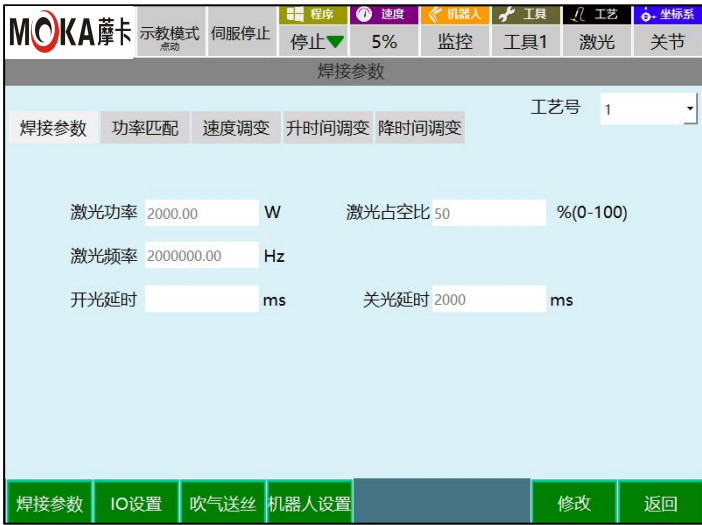 MOKA摩卡
示教模式
点动
伺服停止
程序
停止
速度
5%
机器人
监控
工具
工具1
工艺
激光
坐标系
关节
焊接参数
工艺号 1
焊接参数 功率匹配 速度调变 升时间调变 降时间调变
激光功率 2000.00 W 激光占空比 50 %(0-100)
激光频率 2000000.00 Hz
开光延时 ms 关光延时 2000 ms
焊接参数 IO设置 吹气送丝 机器人设置 修改 返回